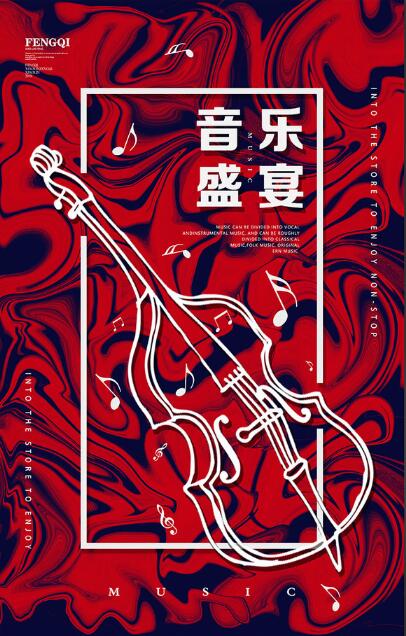 FENGQI
音乐
盛宴
MUSIC
MUSIC CAN BE DIVIDED INTO VOCAL
ANDINSTRUMENTAL MUSIC, AND CAN BE ROUGHLY
DIVIDED INTO CLASSICAL
MUSIC,FOLK MUSIC, ORIGINAL
ERN MUSIC
INTO THE STORE TO ENJOY NON-STOP
INTO THE STORE TO ENJOY
MUSIC